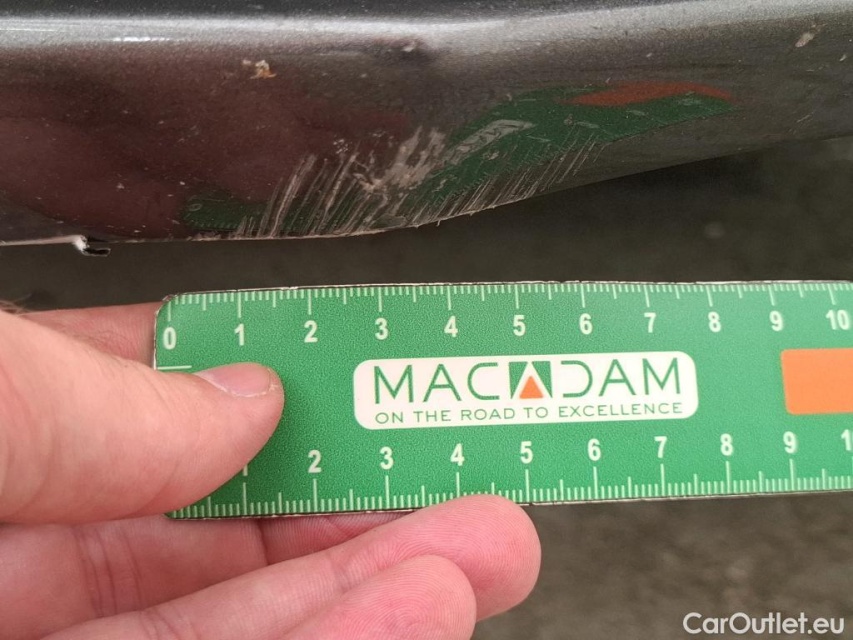 0 1 2 3 4 5 6 7 8 9 10
MACADAM
ON THE ROAD TO EXCELLENCE
2 3 4 5 6 7 8 9 1
CarOutlet.eu